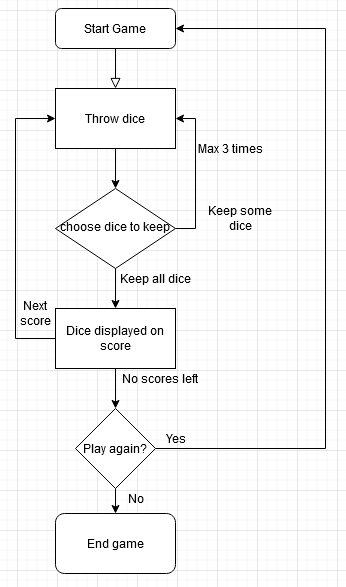 Start Game
Throw dice
Max 3 times
choose dice to keep
Keep some
dice
Keep all dice
Next
score
Dice displayed on
score
No scores left
Play again?
Yes
No
End game